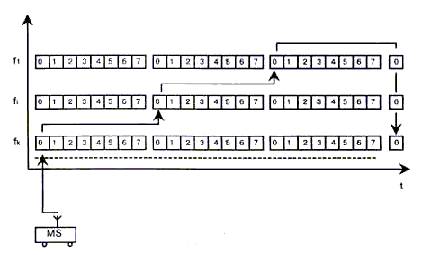 f1 0 1 2 3 4 5 6 7 0 1 2 3 4 5 6 7 0 1 2 3 4 5 6 7 0
fi 0 1 2 3 4 5 6 7 0 1 2 3 4 5 6 7 0 1 2 3 4 5 6 7 0
fk 0 1 2 3 4 5 6 7 0 1 2 3 4 5 6 7 0 1 2 3 4 5 6 7 0
t
MS